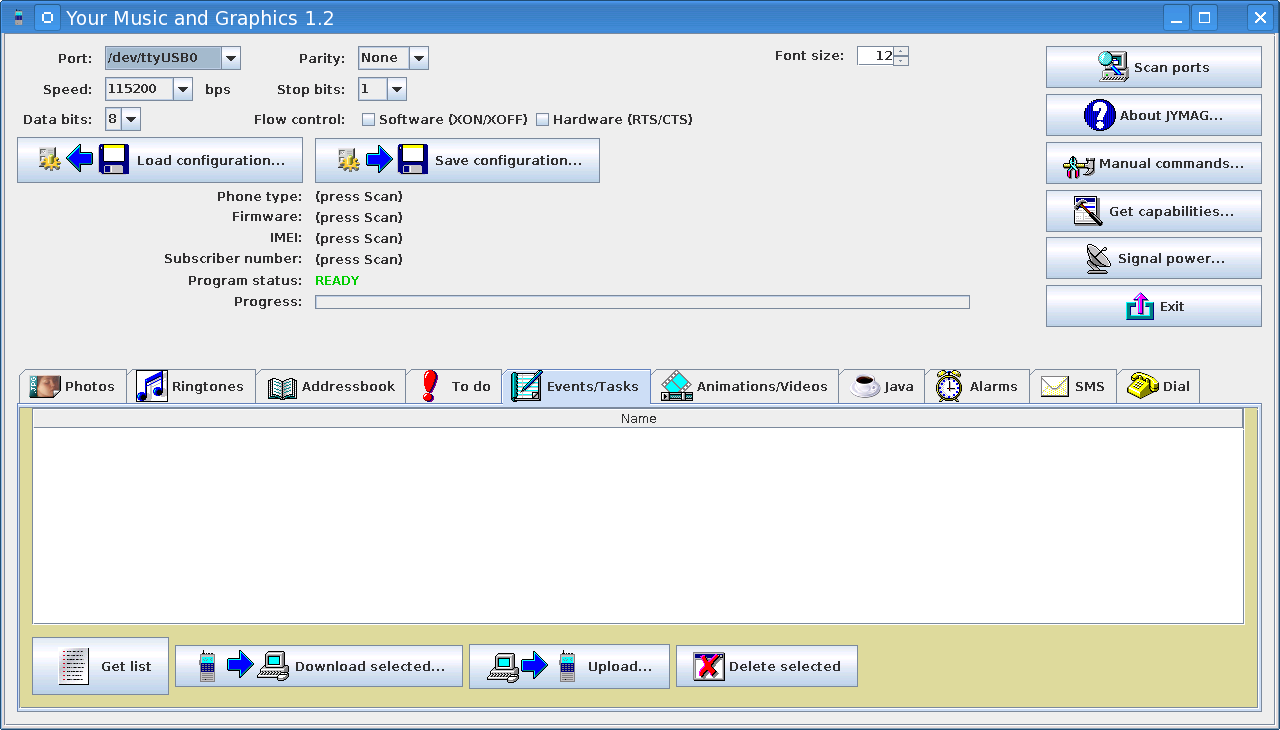 Your Music and Graphics 1.2
Port: /dev/ttyUSB0 Parity: None Font size: 12
Speed: 115200 bps Stop bits: 1
Data bits: 8 Flow control: Software (XON/XOFF) Hardware (RTS/CTS)
Load configuration... Save configuration...
Phone type: (press Scan)
Firmware: (press Scan)
IMEI: (press Scan)
Subscriber number: (press Scan)
Program status: READY
Progress:
Scan ports
About JYMAG...
Manual commands...
Get capabilities...
Signal power...
Exit
JPG Photos Ringtones Addressbook To do Events/Tasks Animations/Videos Java Alarms SMS Dial
Name
Get list Download selected... Upload... Delete selected